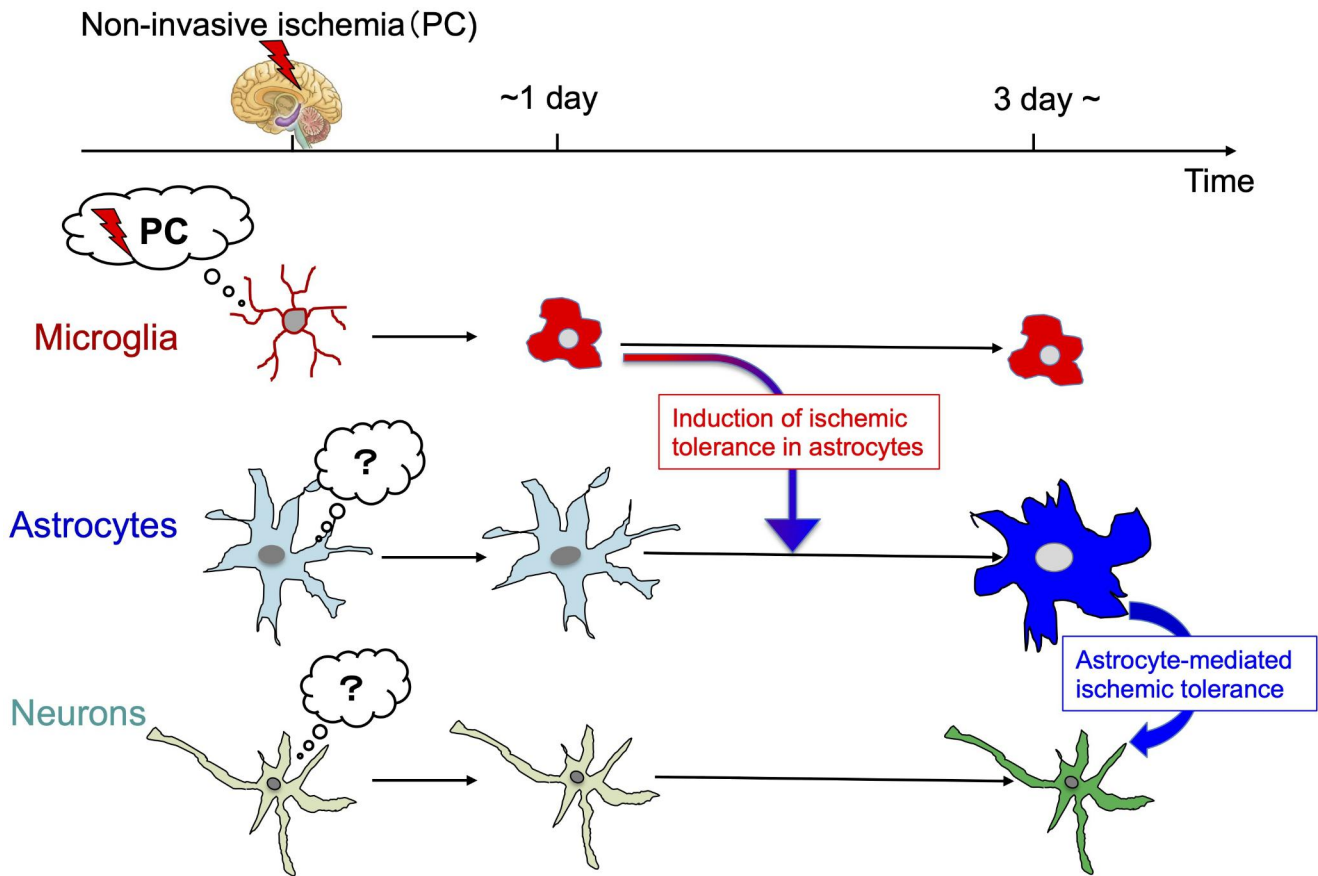 Non-invasive ischemia（PC）
~1 day
3 day ~
Time
PC
Microglia
Induction of ischemic
tolerance in astrocytes
?
Astrocytes
Astrocyte-mediated
ischemic tolerance
?
Neurons